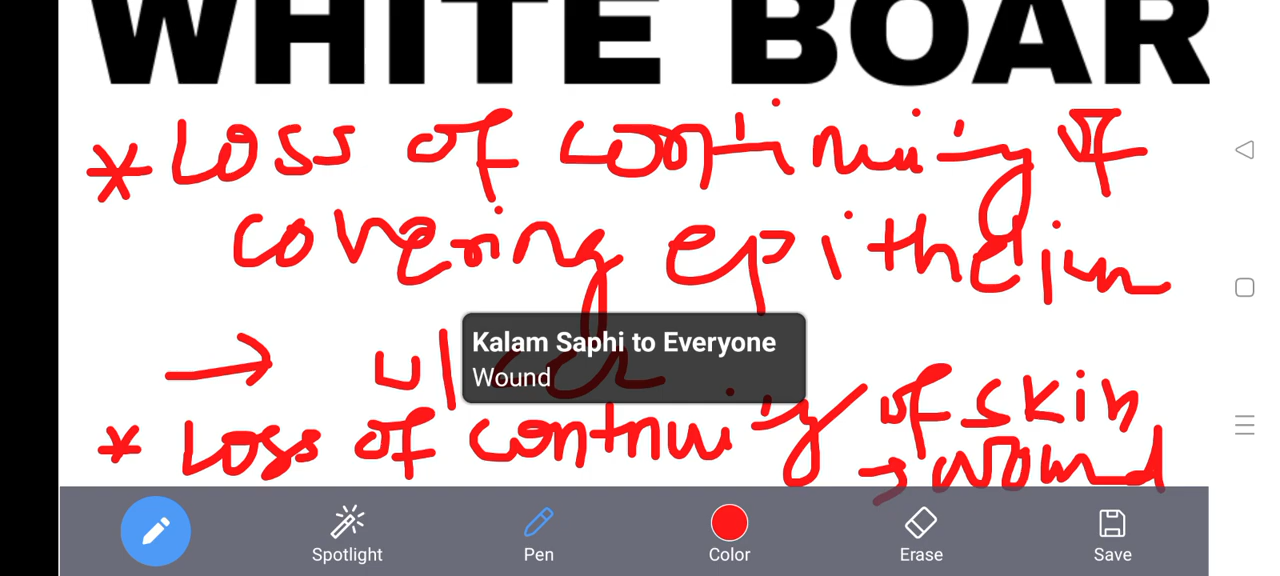 WHITE BOAR
* Loss of continuity of
covering epithelium
→ ulcer
Kalam Saphi to Everyone
Wound
* Loss of continuity of skin
→ wound
Spotlight Pen Color Erase Save